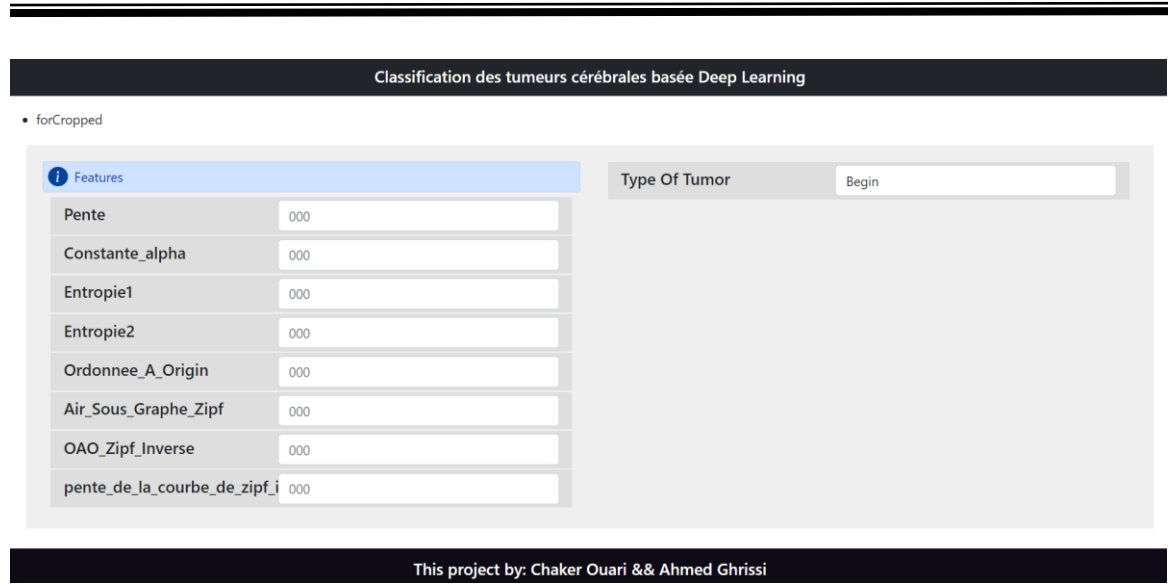 Classification des tumeurs cérébrales basée Deep Learning
forCropped
Features
Pente 000
Constante_alpha 000
Entropie1 000
Entropie2 000
Ordonnee_A_Origin 000
Air_Sous_Graphe_Zipf 000
OAO_Zipf_Inverse 000
pente_de_la_courbe_de_zipf_i 000
Type Of Tumor Begin
This project by: Chaker Ouari && Ahmed Ghrissi